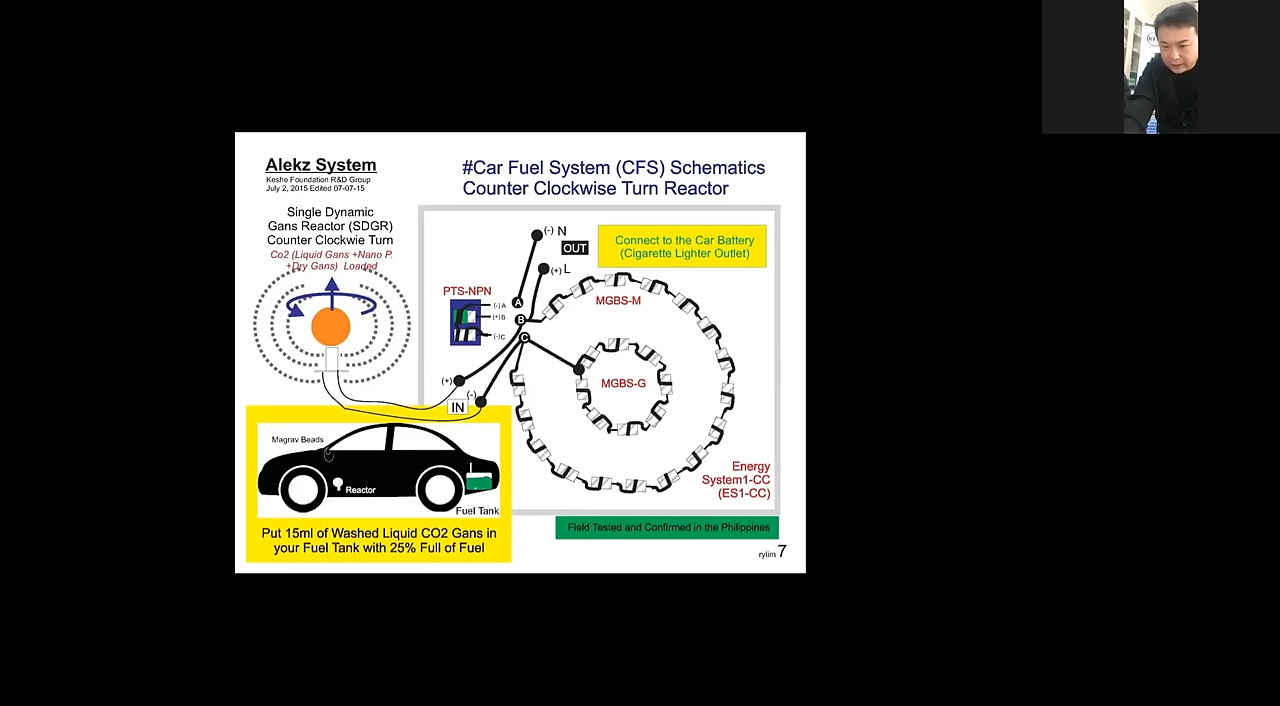 Alekz System
Keshe Foundation R&D Group
July 2, 2015 Edited 07-07-15
#Car Fuel System (CFS) Schematics
Counter Clockwise Turn Reactor
Single Dynamic
Gans Reactor (SDGR)
Counter Clockwie Turn
Co2 (Liquid Gans +Nano P.
+Dry Gans) Loaded
(-) N
OUT
(+) L
Connect to the Car Battery
(Cigarette Lighter Outlet)
PTS-NPN
(-) A
(+) B
(-) C
A
B
C
MGBS-M
MGBS-G
(+)
(-)
IN
Magrav Beads
Reactor
Fuel Tank
Energy
System1-CC
(ES1-CC)
Put 15ml of Washed Liquid CO2 Gans in
your Fuel Tank with 25% Full of Fuel
Field Tested and Confirmed in the Philippines
rylim 7